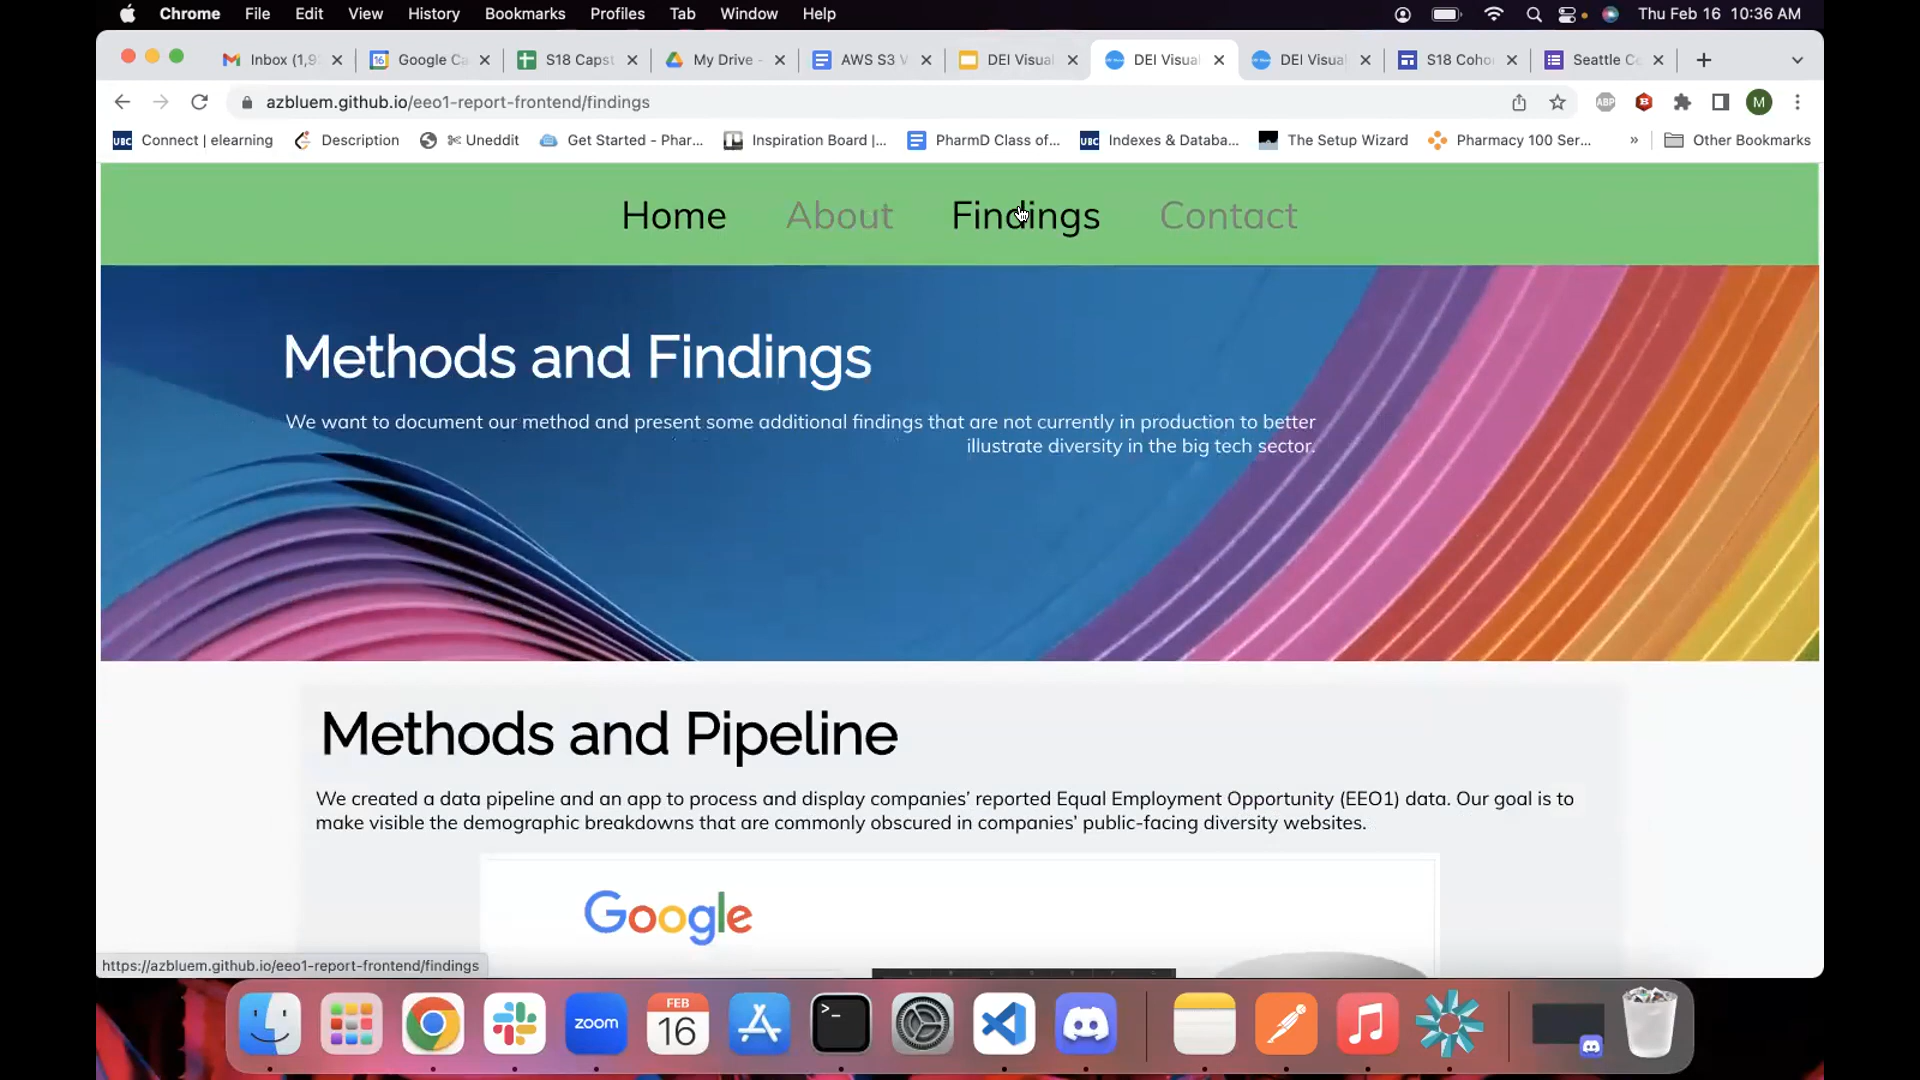 Chrome File Edit View History Bookmarks Profiles Tab Window Help Thu Feb 16 10:36 AM
Inbox (1,9 16 Google Ca S18 Capst My Drive - AWS S3 V DEI Visual DEI Visual DEI Visual S18 Coho Seattle C
azbluem.github.io/eeo1-report-frontend/findings ABP B M
UBC Connect | elearning Description Uneddit Get Started - Phar... Inspiration Board |... PharmD Class of... UBC Indexes & Databa... The Setup Wizard Pharmacy 100 Ser... » Other Bookmarks
Home About Findings Contact
Methods and Findings
We want to document our method and present some additional findings that are not currently in production to better
illustrate diversity in the big tech sector.
Methods and Pipeline
We created a data pipeline and an app to process and display companies’ reported Equal Employment Opportunity (EEO1) data. Our goal is to
make visible the demographic breakdowns that are commonly obscured in companies’ public-facing diversity websites.
Google
https://azbluem.github.io/eeo1-report-frontend/findings
zoom
FEB
16